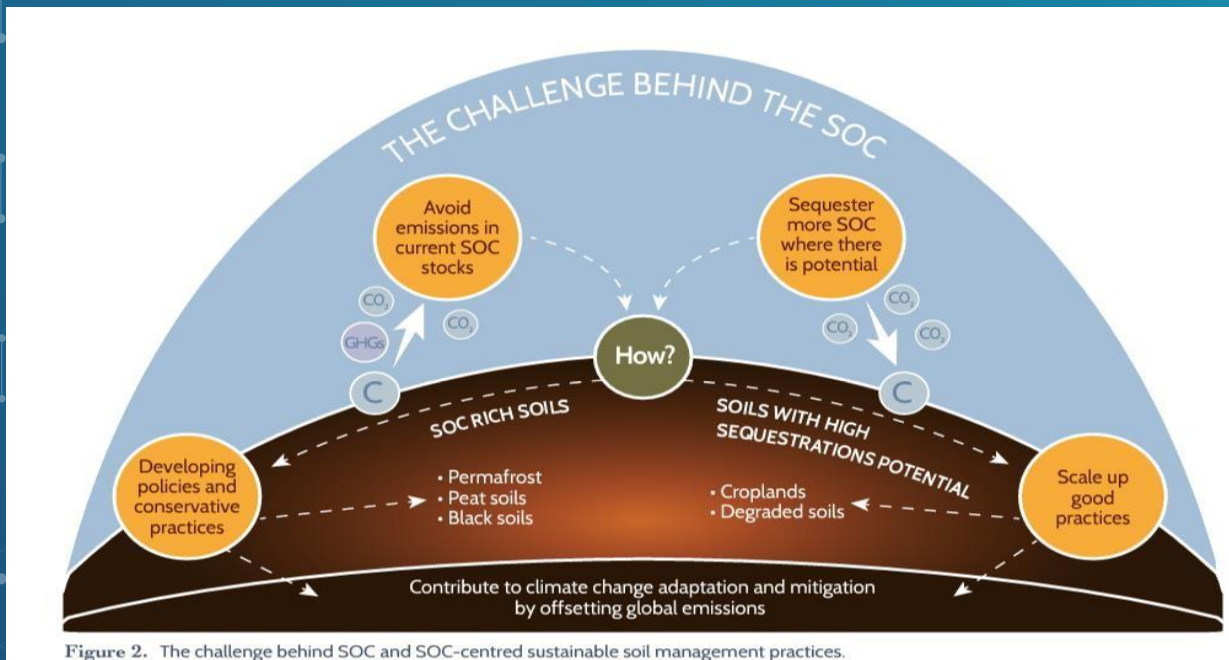 THE CHALLENGE BEHIND THE SOC
Avoid
emissions in
current SOC
stocks
Sequester
more SOC
where there
is potential
CO₂
CO₂
GHGs
C
CO₂
CO₂
CO₂
C
How?
SOC RICH SOILS
SOILS WITH HIGH
SEQUESTRATIONS POTENTIAL
Developing
policies and
conservative
practices
• Permafrost
• Peat soils
• Black soils
• Croplands
• Degraded soils
Scale up
good
practices
Contribute to climate change adaptation and mitigation
by offsetting global emissions
Figure 2. The challenge behind SOC and SOC-centred sustainable soil management practices.